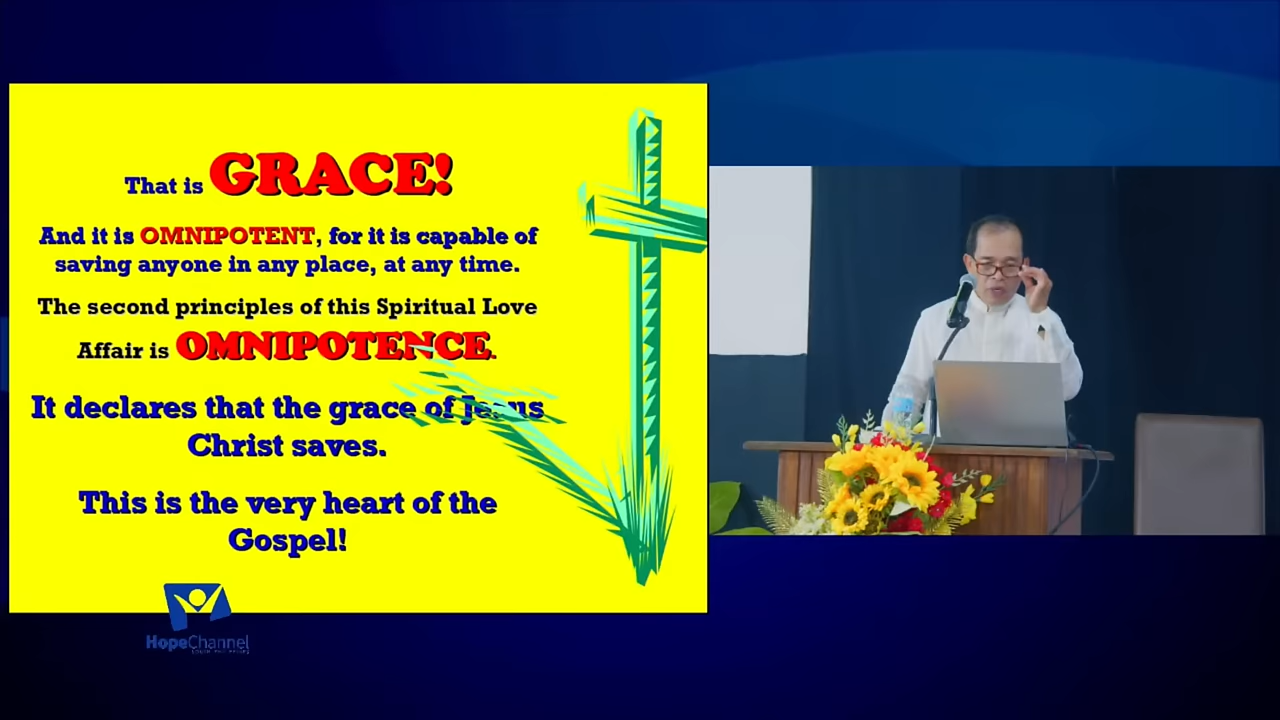 That is GRACE!
And it is OMNIPOTENT, for it is capable of
saving anyone in any place, at any time.
The second principles of this Spiritual Love
Affair is OMNIPOTENCE.
It declares that the grace of Jesus
Christ saves.
This is the very heart of the
Gospel!
HopeChannel